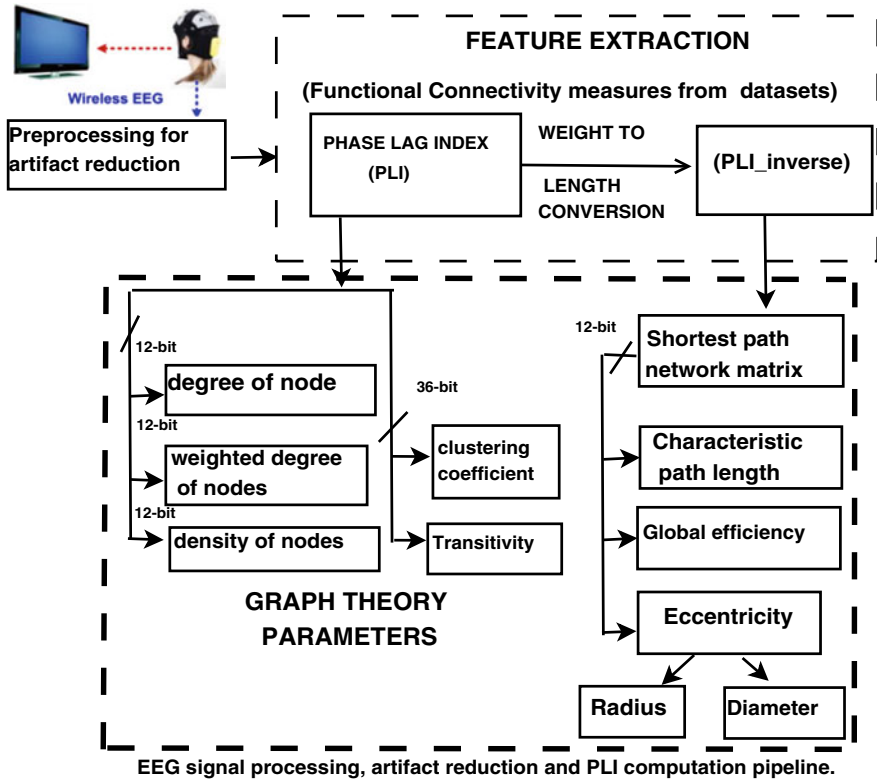 Wireless EEG
Preprocessing for
artifact reduction
FEATURE EXTRACTION
(Functional Connectivity measures from datasets)
PHASE LAG INDEX
(PLI)
WEIGHT TO
LENGTH
CONVERSION
(PLI_inverse)
12-bit
degree of node
12-bit
weighted degree
of nodes
12-bit
density of nodes
36-bit
clustering
coefficient
Transitivity
GRAPH THEORY
PARAMETERS
12-bit
Shortest path
network matrix
Characteristic
path length
Global efficiency
Eccentricity
Radius
Diameter
EEG signal processing, artifact reduction and PLI computation pipeline.